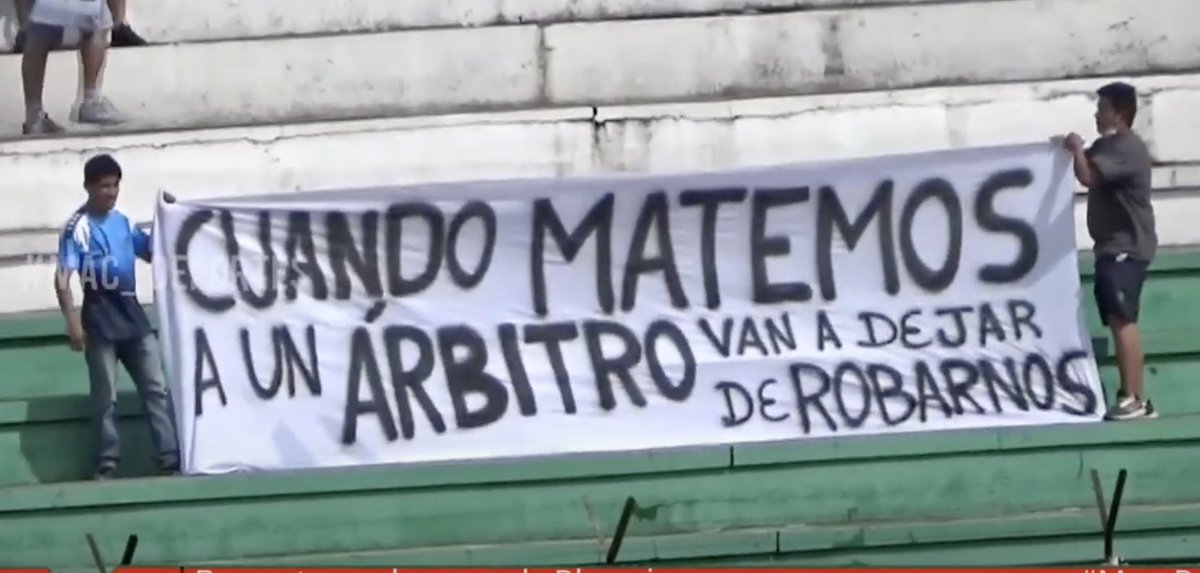 CUANDO MATEMOS
A UN ÁRBITRO VAN A DEJAR
DE ROBARNOS